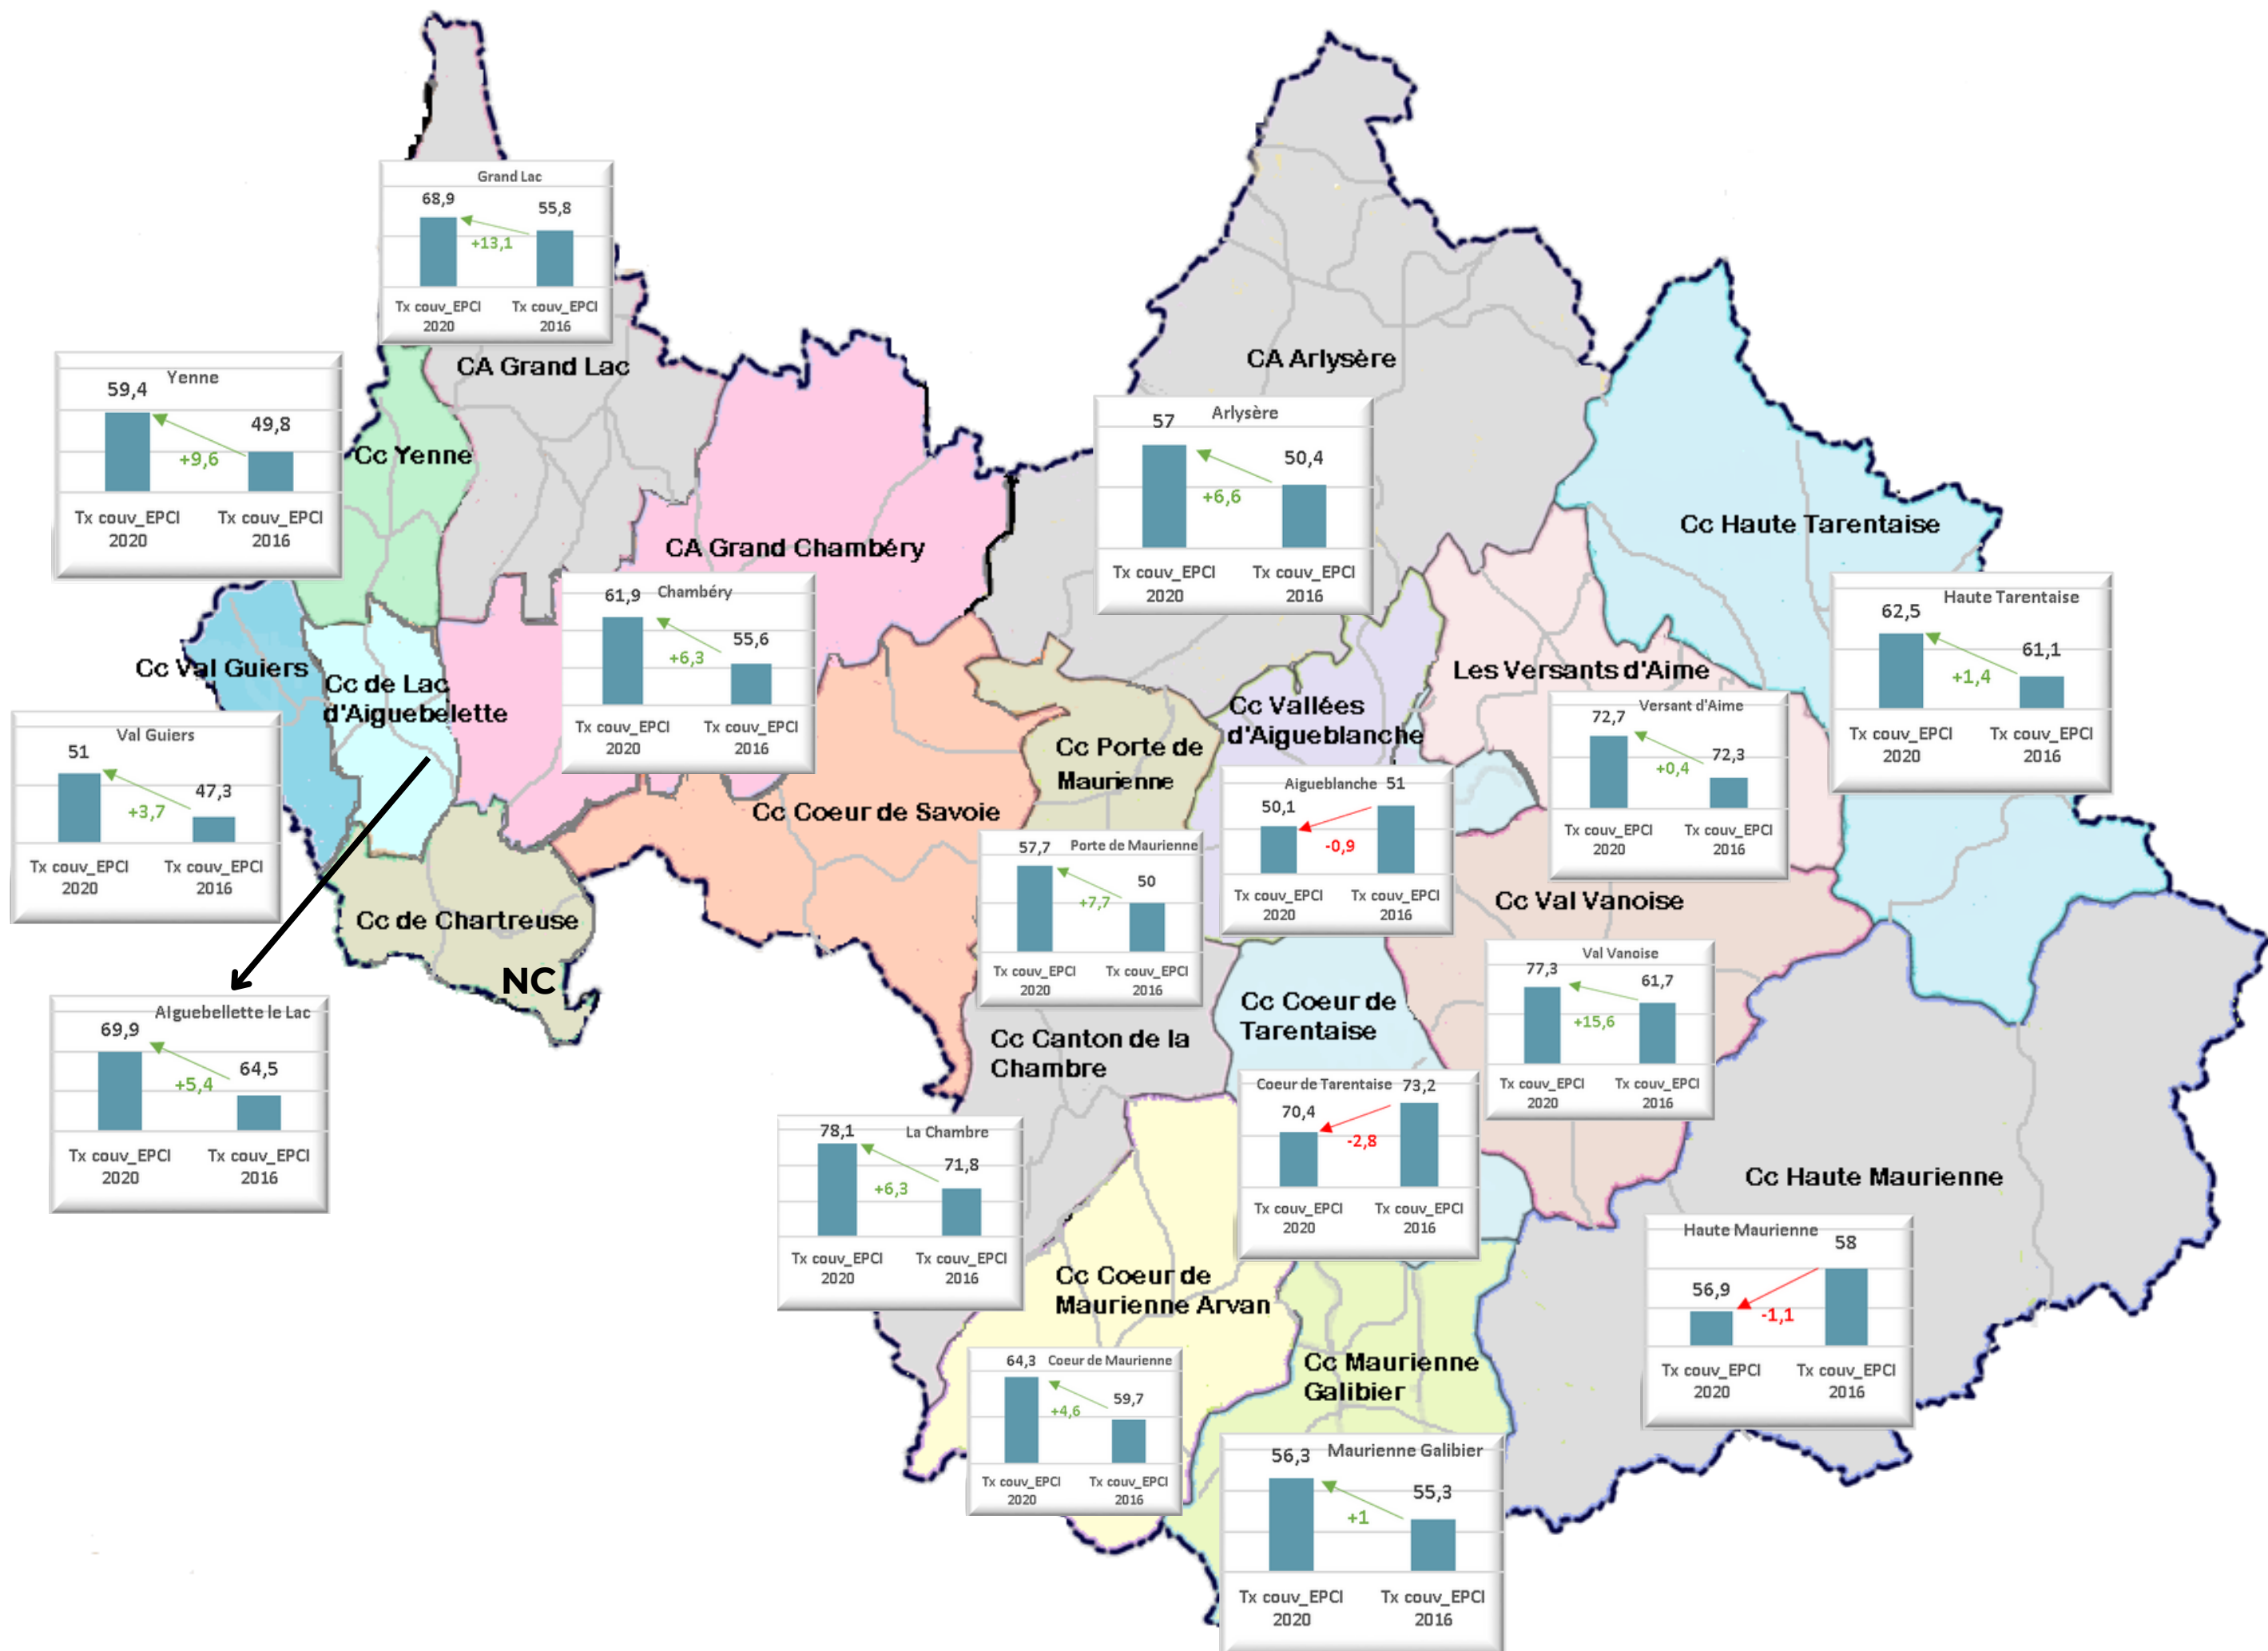 Grand Lac
68,9
55,8
+13,1
Tx couv_EPCI
2020
Tx couv_EPCI
2016
CA Grand Lac
Yenne
59,4
49,8
+9,6
Tx couv_EPCI
2020
Tx couv_EPCI
2016
Cc Yenne
CA Arlysère
Arlysère
57
50,4
+6,6
Tx couv_EPCI
2020
Tx couv_EPCI
2016
Cc Haute Tarentaise
Haute Tarentaise
62,5
61,1
+1,4
Tx couv_EPCI
2020
Tx couv_EPCI
2016
CA Grand Chambéry
Chambéry
61,9
55,6
+6,3
Tx couv_EPCI
2020
Tx couv_EPCI
2016
Cc Val Guiers
Cc de Lac
d'Aiguebelette
Val Guiers
51
47,3
+3,7
Tx couv_EPCI
2020
Tx couv_EPCI
2016
Les Versants d'Aime
Versant d'Aime
72,7
72,3
+0,4
Tx couv_EPCI
2020
Tx couv_EPCI
2016
Cc Vallées
d'Aigueblanche
Aigueblanche
50,1
51
-0,9
Tx couv_EPCI
2020
Tx couv_EPCI
2016
Cc Porte de
Maurienne
Porte de Maurienne
57,7
50
+7,7
Tx couv_EPCI
2020
Tx couv_EPCI
2016
Cc Coeur de Savoie
Cc de Chartreuse
NC
Cc Val Vanoise
Val Vanoise
77,3
61,7
+15,6
Tx couv_EPCI
2020
Tx couv_EPCI
2016
AIguebellette le Lac
69,9
64,5
+5,4
Tx couv_EPCI
2020
Tx couv_EPCI
2016
Cc Canton de la
Chambre
Cc Coeur de
Tarentaise
Coeur de Tarentaise
70,4
73,2
-2,8
Tx couv_EPCI
2020
Tx couv_EPCI
2016
La Chambre
78,1
71,8
+6,3
Tx couv_EPCI
2020
Tx couv_EPCI
2016
Cc Haute Maurienne
Haute Maurienne
56,9
58
-1,1
Tx couv_EPCI
2020
Tx couv_EPCI
2016
Cc Coeur de
Maurienne Arvan
Coeur de Maurienne
64,3
59,7
+4,6
Tx couv_EPCI
2020
Tx couv_EPCI
2016
Cc Maurienne
Galibier
Maurienne Galibier
56,3
55,3
+1
Tx couv_EPCI
2020
Tx couv_EPCI
2016